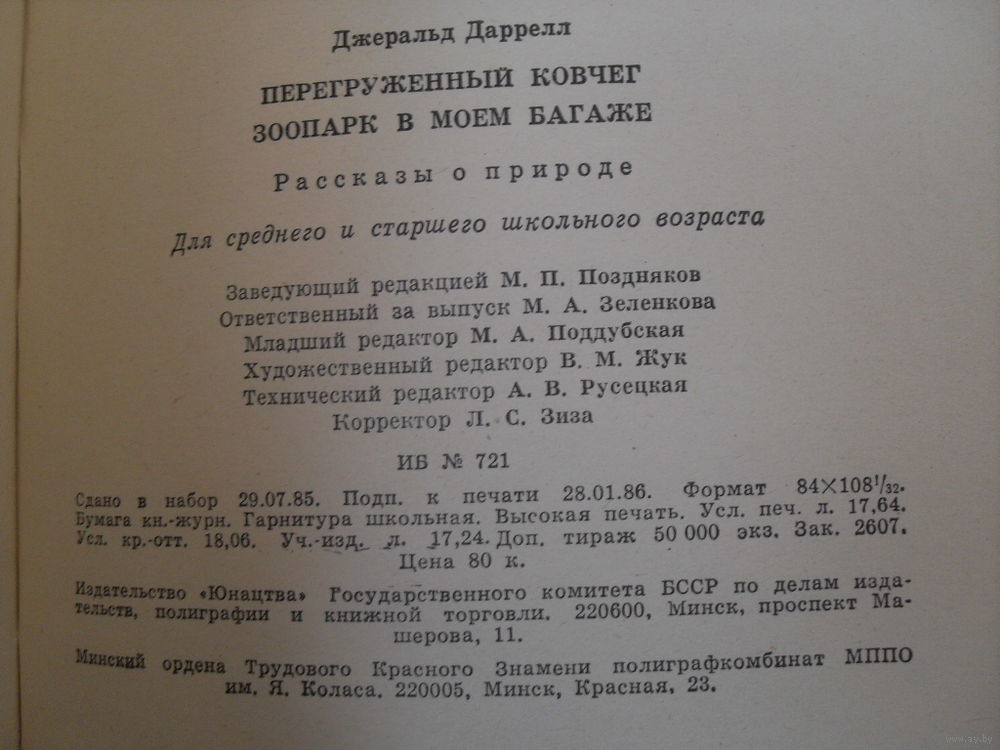 Джеральд Даррелл
ПЕРЕГРУЖЕННЫЙ КОВЧЕГ
ЗООПАРК В МОЕМ БАГАЖЕ
Рассказы о природе
Для среднего и старшего школьного возраста
Заведующий редакцией М. П. Поздняков
Ответственный за выпуск М. А. Зеленкова
Младший редактор М. А. Поддубская
Художественный редактор В. М. Жук
Технический редактор А. В. Русецкая
Корректор Л. С. Зиза
ИБ № 721
Сдано в набор 29.07.85. Подп. к печати 28.01.86. Формат 84×108¹/₃₂.
Бумага кн.-журн. Гарнитура школьная. Высокая печать. Усл. печ. л. 17,64.
Усл. кр.-отт. 18,06. Уч.-изд. л. 17,24. Доп. тираж 50 000 экз. Зак. 2607.
Цена 80 к.
Издательство «Юнацтва» Государственного комитета БССР по делам изда-
тельств, полиграфии и книжной торговли. 220600, Минск, проспект Ма-
шерова, 11.
Минский ордена Трудового Красного Знамени полиграфкомбинат МППО
им. Я. Коласа. 220005, Минск, Красная, 23.
www.ay.by